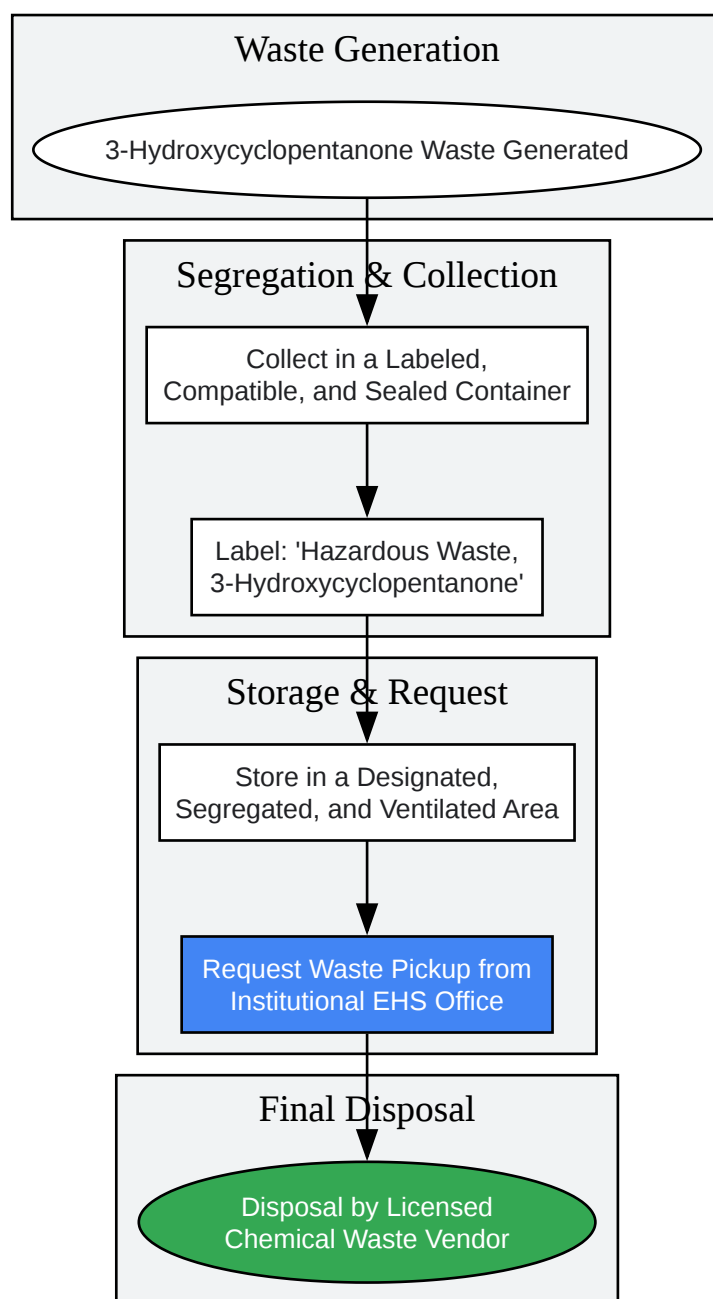 Waste Generation
3-Hydroxycyclopentanone Waste Generated
Segregation & Collection
Collect in a Labeled,
Compatible, and Sealed Container
Label: 'Hazardous Waste,
3-Hydroxycyclopentanone'
Storage & Request
Store in a Designated,
Segregated, and Ventilated Area
Request Waste Pickup from
Institutional EHS Office
Final Disposal
Disposal by Licensed
Chemical Waste Vendor